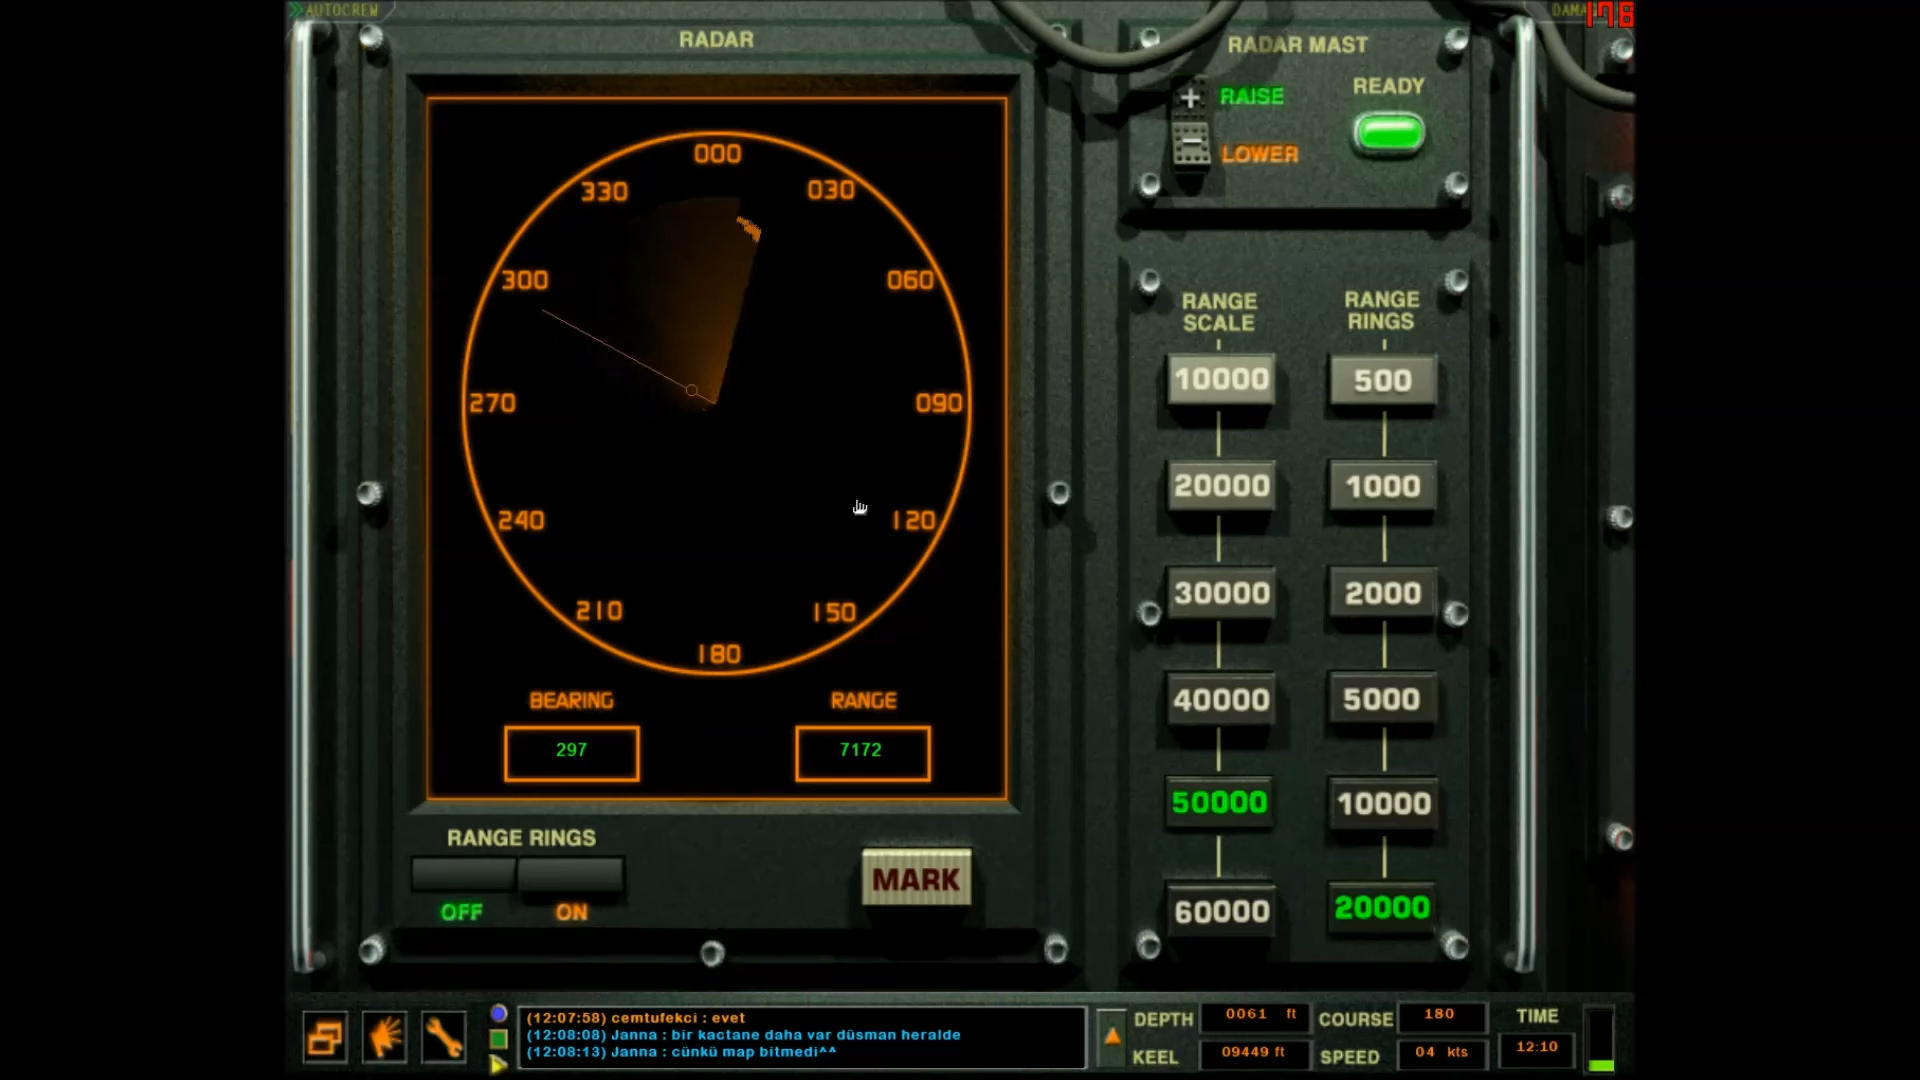 AUTOCREW
RADAR
RADAR MAST
DAMA
176
READY
RAISE
LOWER
000
330
030
300
060
270
090
240
120
210
150
180
BEARING
RANGE
297
7172
RANGE RINGS
OFF
ON
MARK
RANGE
SCALE
RANGE
RINGS
10000
500
20000
1000
30000
2000
40000
5000
50000
10000
60000
20000
(12:07:58) cemtufekci : evet
(12:08:08) Janna : bir kactane daha var düsman heralde
(12:08:13) Janna : cünkü map bitmedi^^
DEPTH 0061 ft COURSE 180 TIME
KEEL 09449 ft SPEED 04 kts 12:10